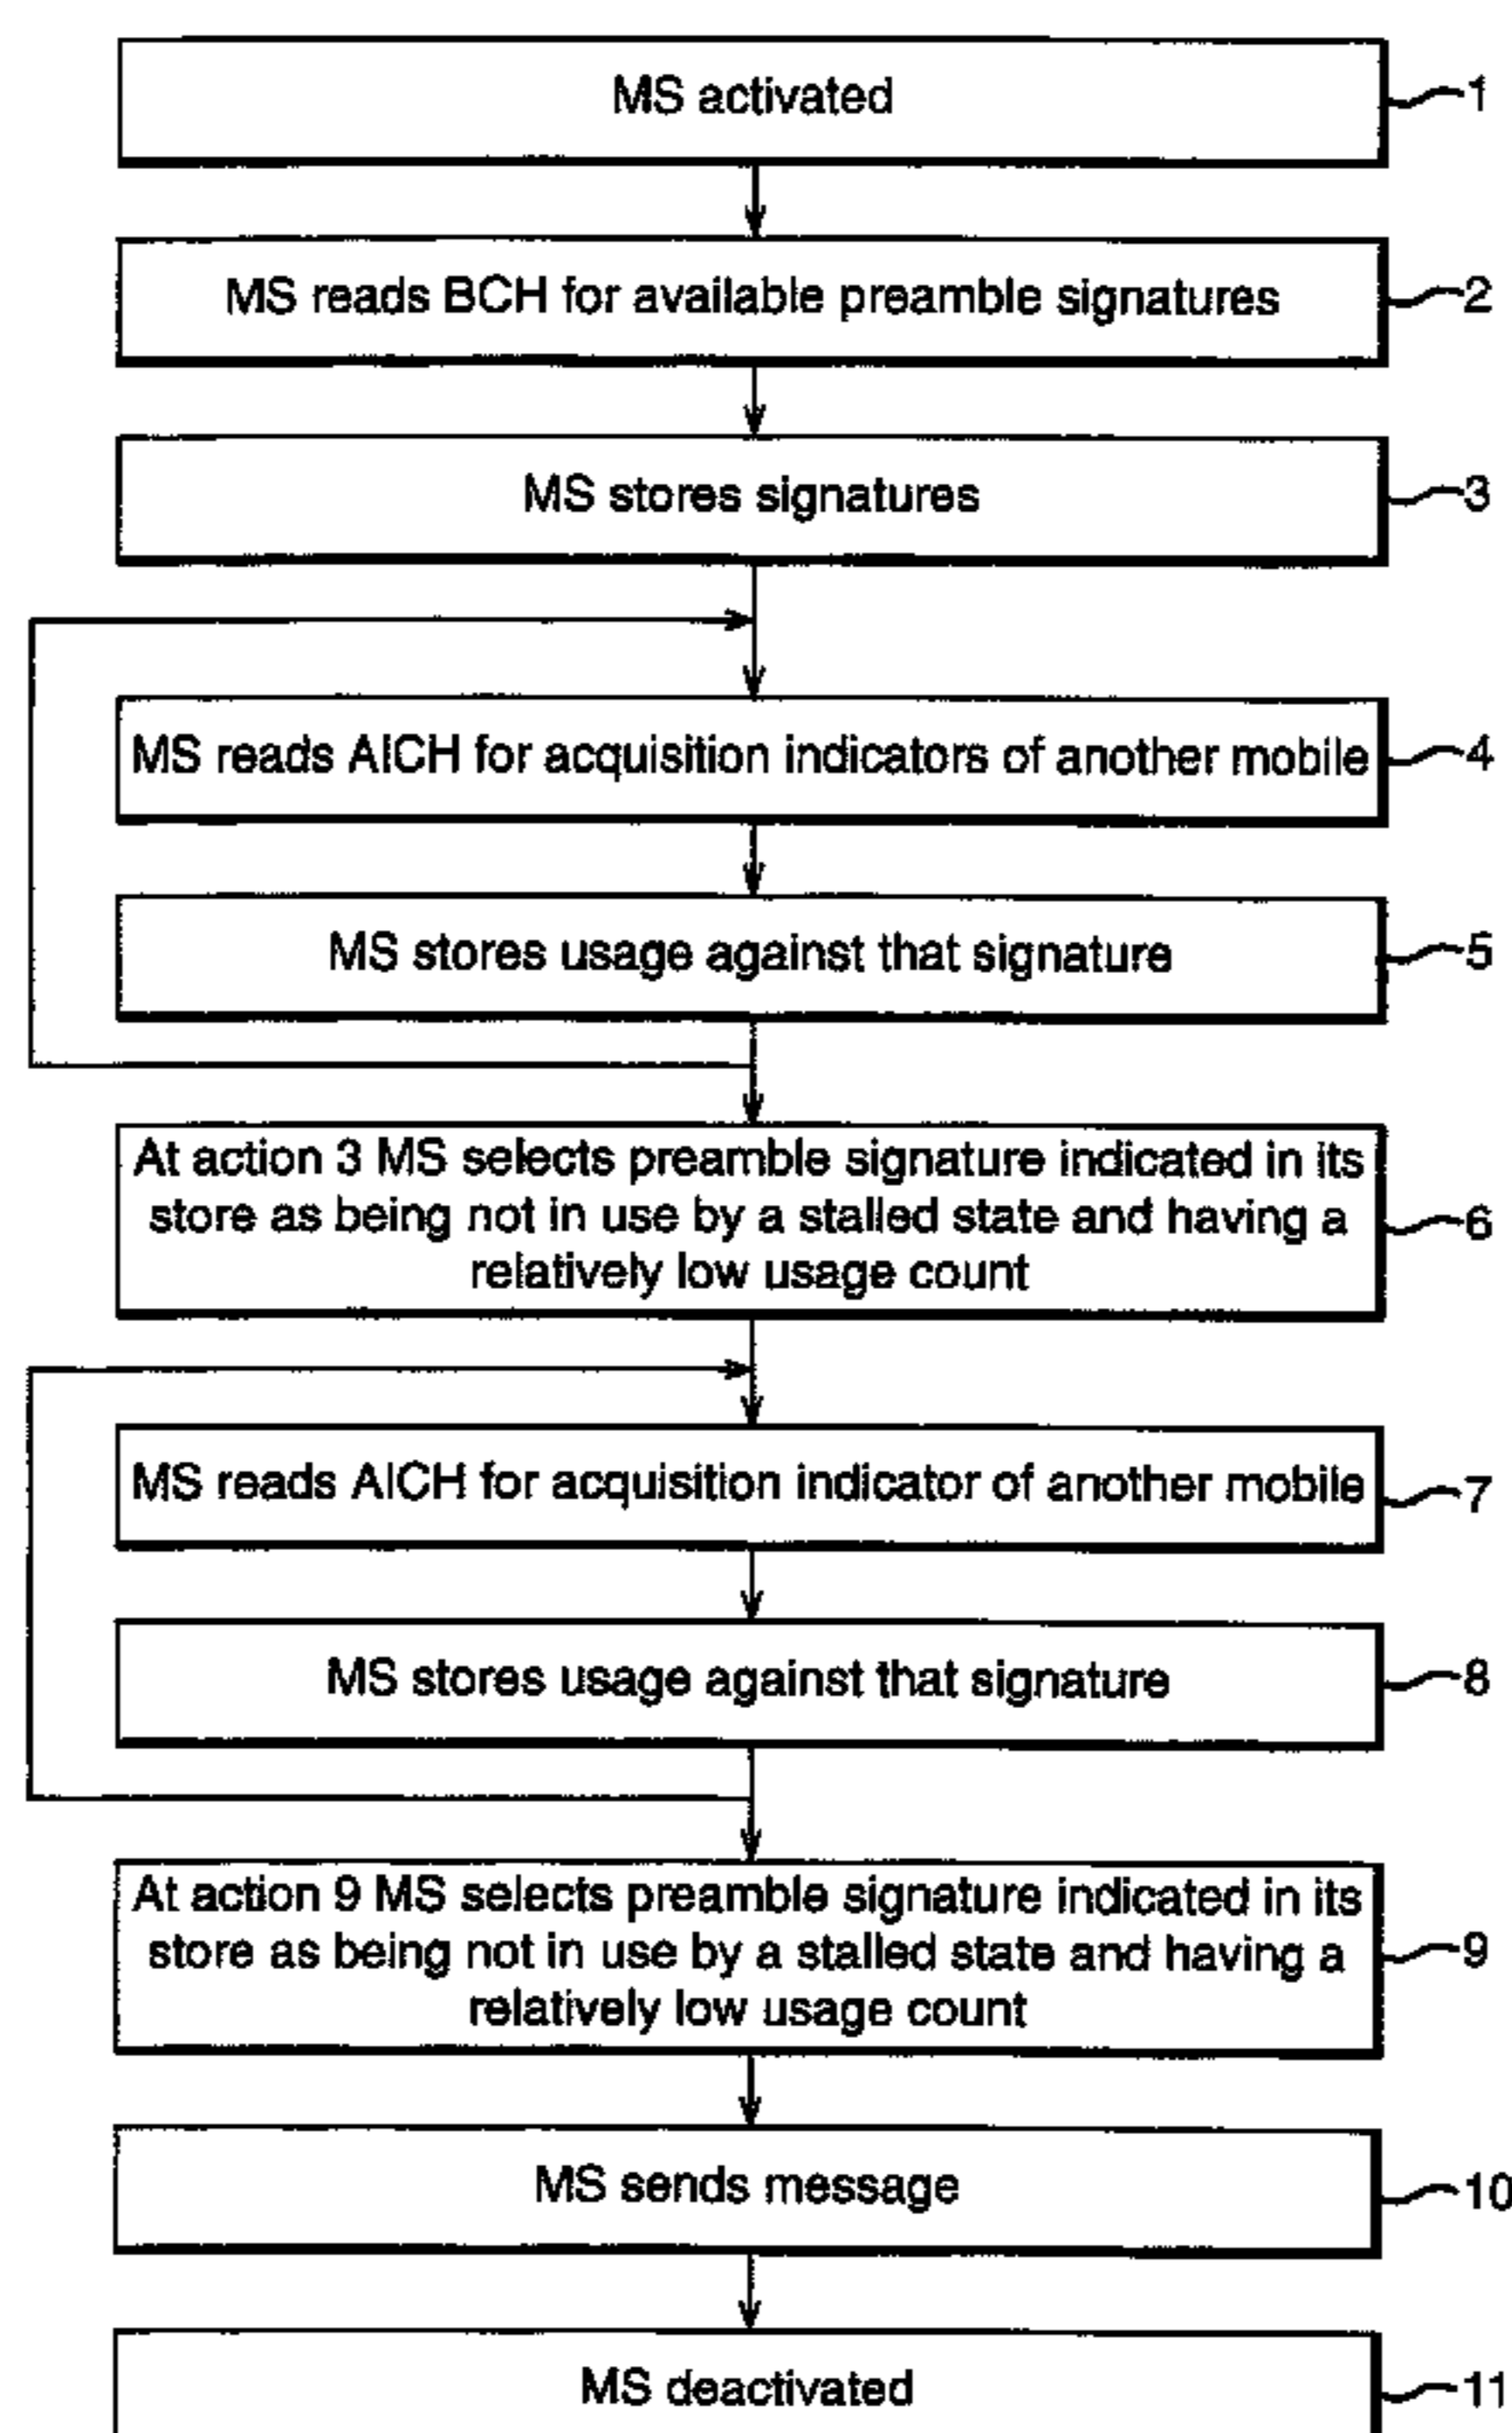 MS activated
1
MS reads BCH for available preamble signatures
2
MS stores signatures
3
MS reads AICH for acquisition indicators of another mobile
4
MS stores usage against that signature
5
At action 3 MS selects preamble signature indicated in its
store as being not in use by a stalled state and having a
relatively low usage count
6
MS reads AICH for acquisition indicator of another mobile
7
MS stores usage against that signature
8
At action 9 MS selects preamble signature indicated in its
store as being not in use by a stalled state and having a
relatively low usage count
9
MS sends message
10
MS deactivated
11